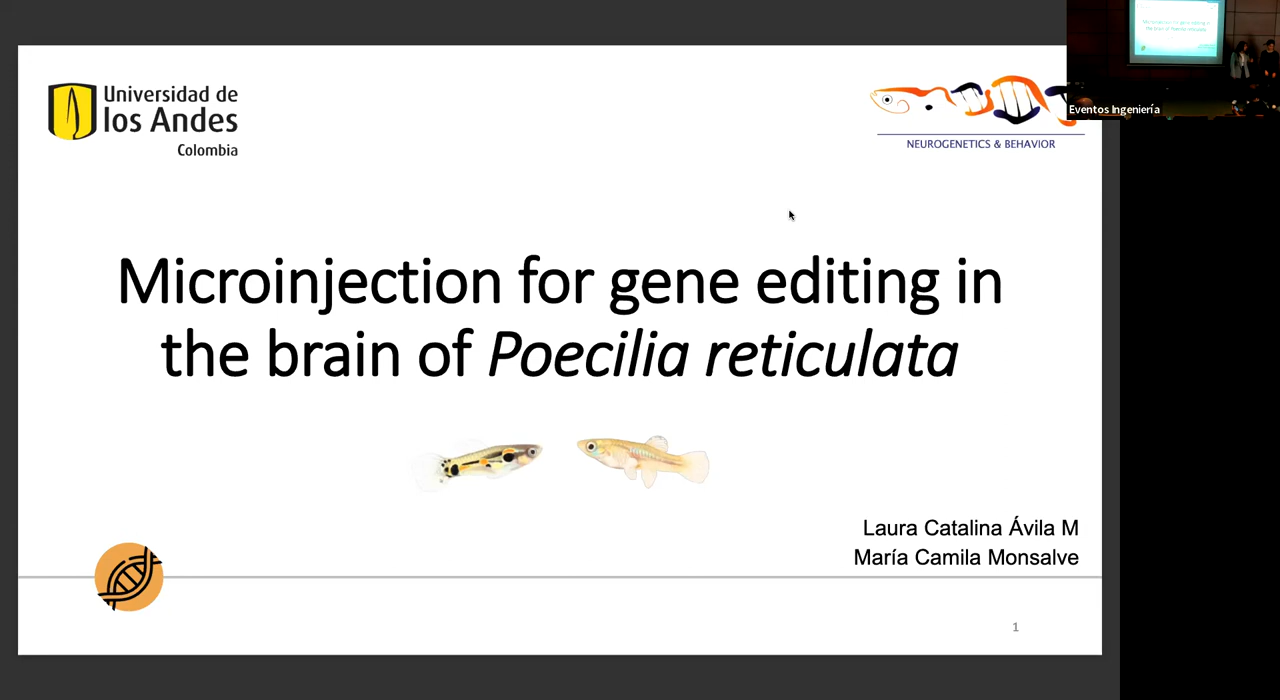 Universidad de
los Andes
Colombia
NEUROGENETICS & BEHAVIOR
Eventos Ingeniería
Microinjection for gene editing in
the brain of Poecilia reticulata
Laura Catalina Ávila M
María Camila Monsalve
1